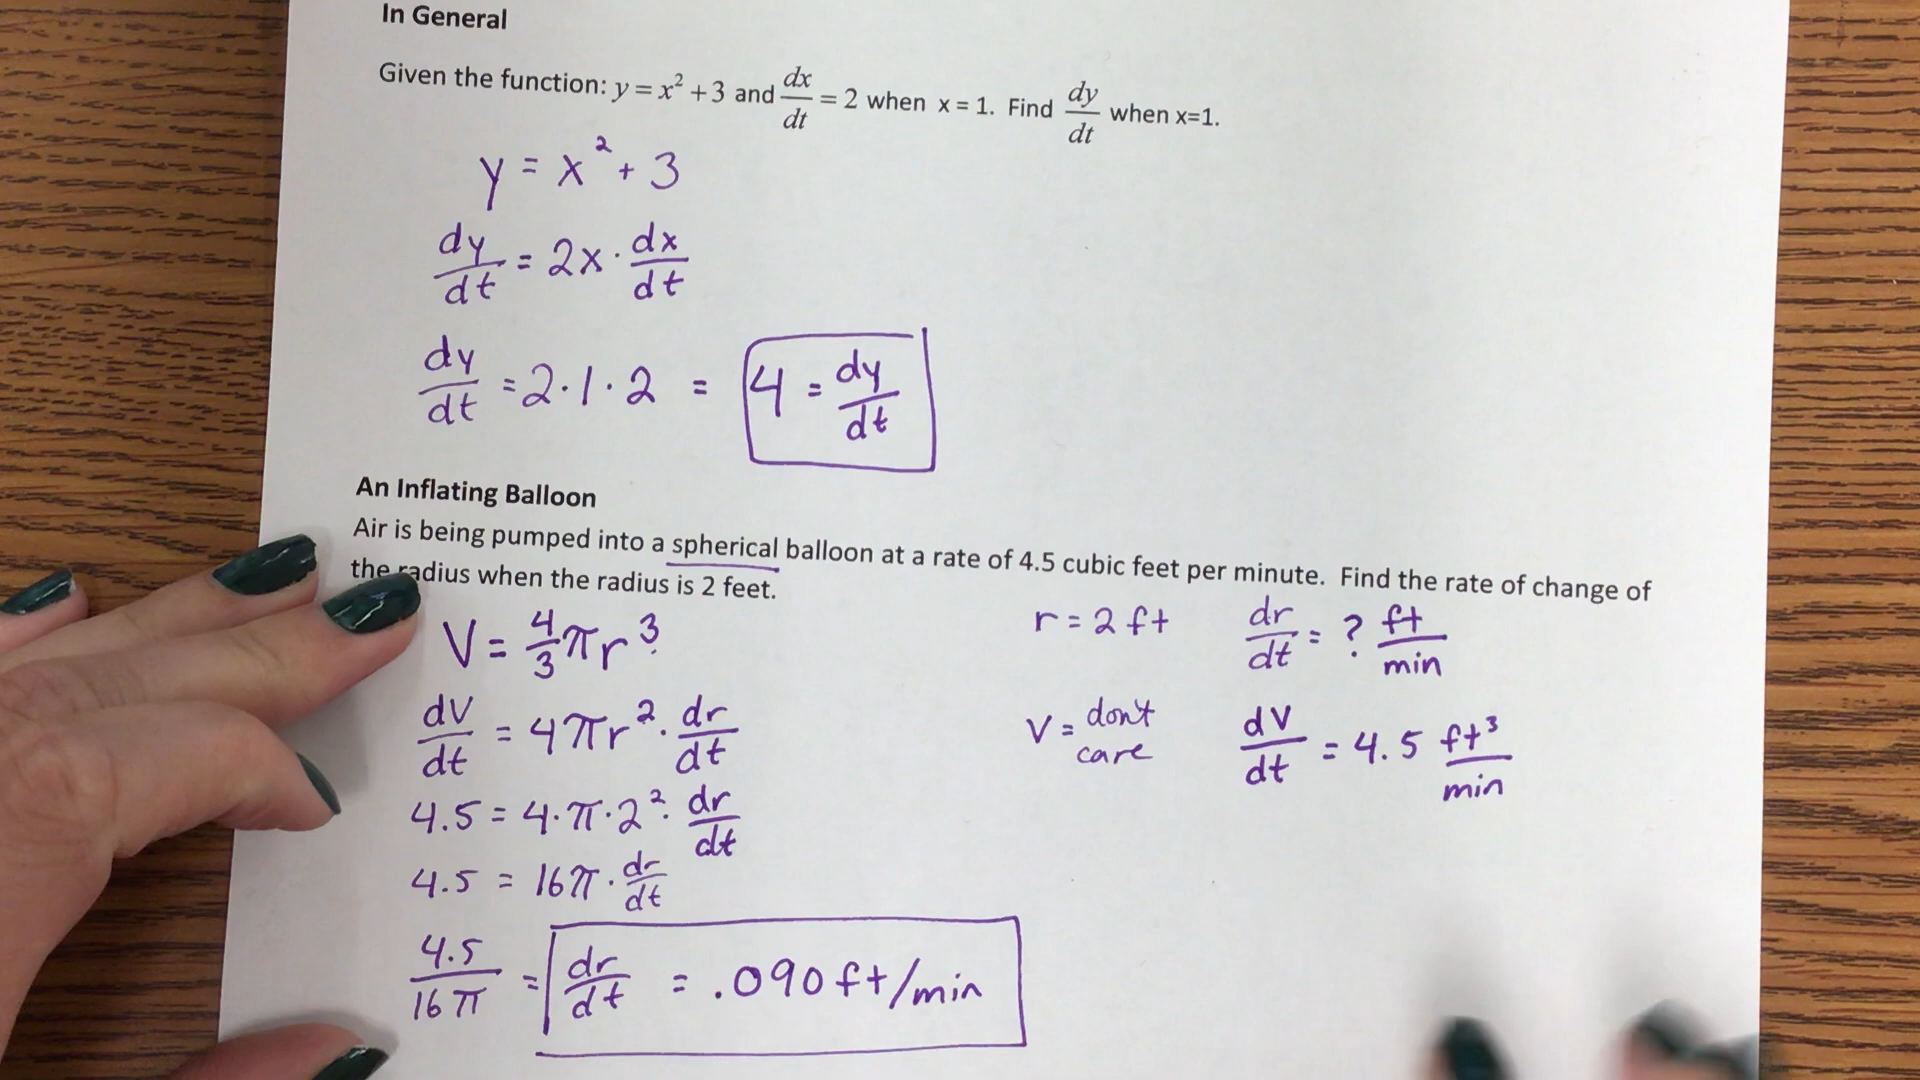 In General
Given the function: y = x² + 3 and dx/dt = 2 when x = 1. Find dy/dt when x=1.
y = x² + 3
dy/dt = 2x · dx/dt
dy/dt = 2·1·2 = 4 = dy/dt
An Inflating Balloon
Air is being pumped into a spherical balloon at a rate of 4.5 cubic feet per minute. Find the rate of change of
the radius when the radius is 2 feet.
V = 4/3 πr³
r = 2 ft dr/dt = ? ft/min
dV/dt = 4πr² · dr/dt
V = don't care dV/dt = 4.5 ft³/min
4.5 = 4·π·2² · dr/dt
4.5 = 16π · dr/dt
4.5/16π = dr/dt = .090 ft/min